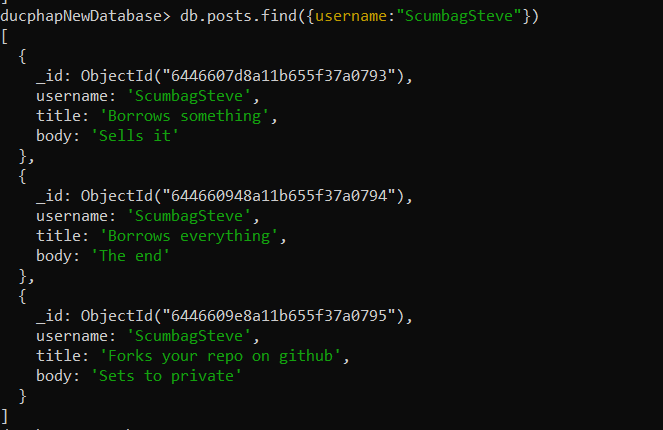 ducphapNewDatabase> db.posts.find({username:"ScumbagSteve"})
[
  {
    _id: ObjectId("6446607d8a11b655f37a0793"),
    username: 'ScumbagSteve',
    title: 'Borrows something',
    body: 'Sells it'
  },
  {
    _id: ObjectId("644660948a11b655f37a0794"),
    username: 'ScumbagSteve',
    title: 'Borrows everything',
    body: 'The end'
  },
  {
    _id: ObjectId("6446609e8a11b655f37a0795"),
    username: 'ScumbagSteve',
    title: 'Forks your repo on github',
    body: 'Sets to private'
  }
]